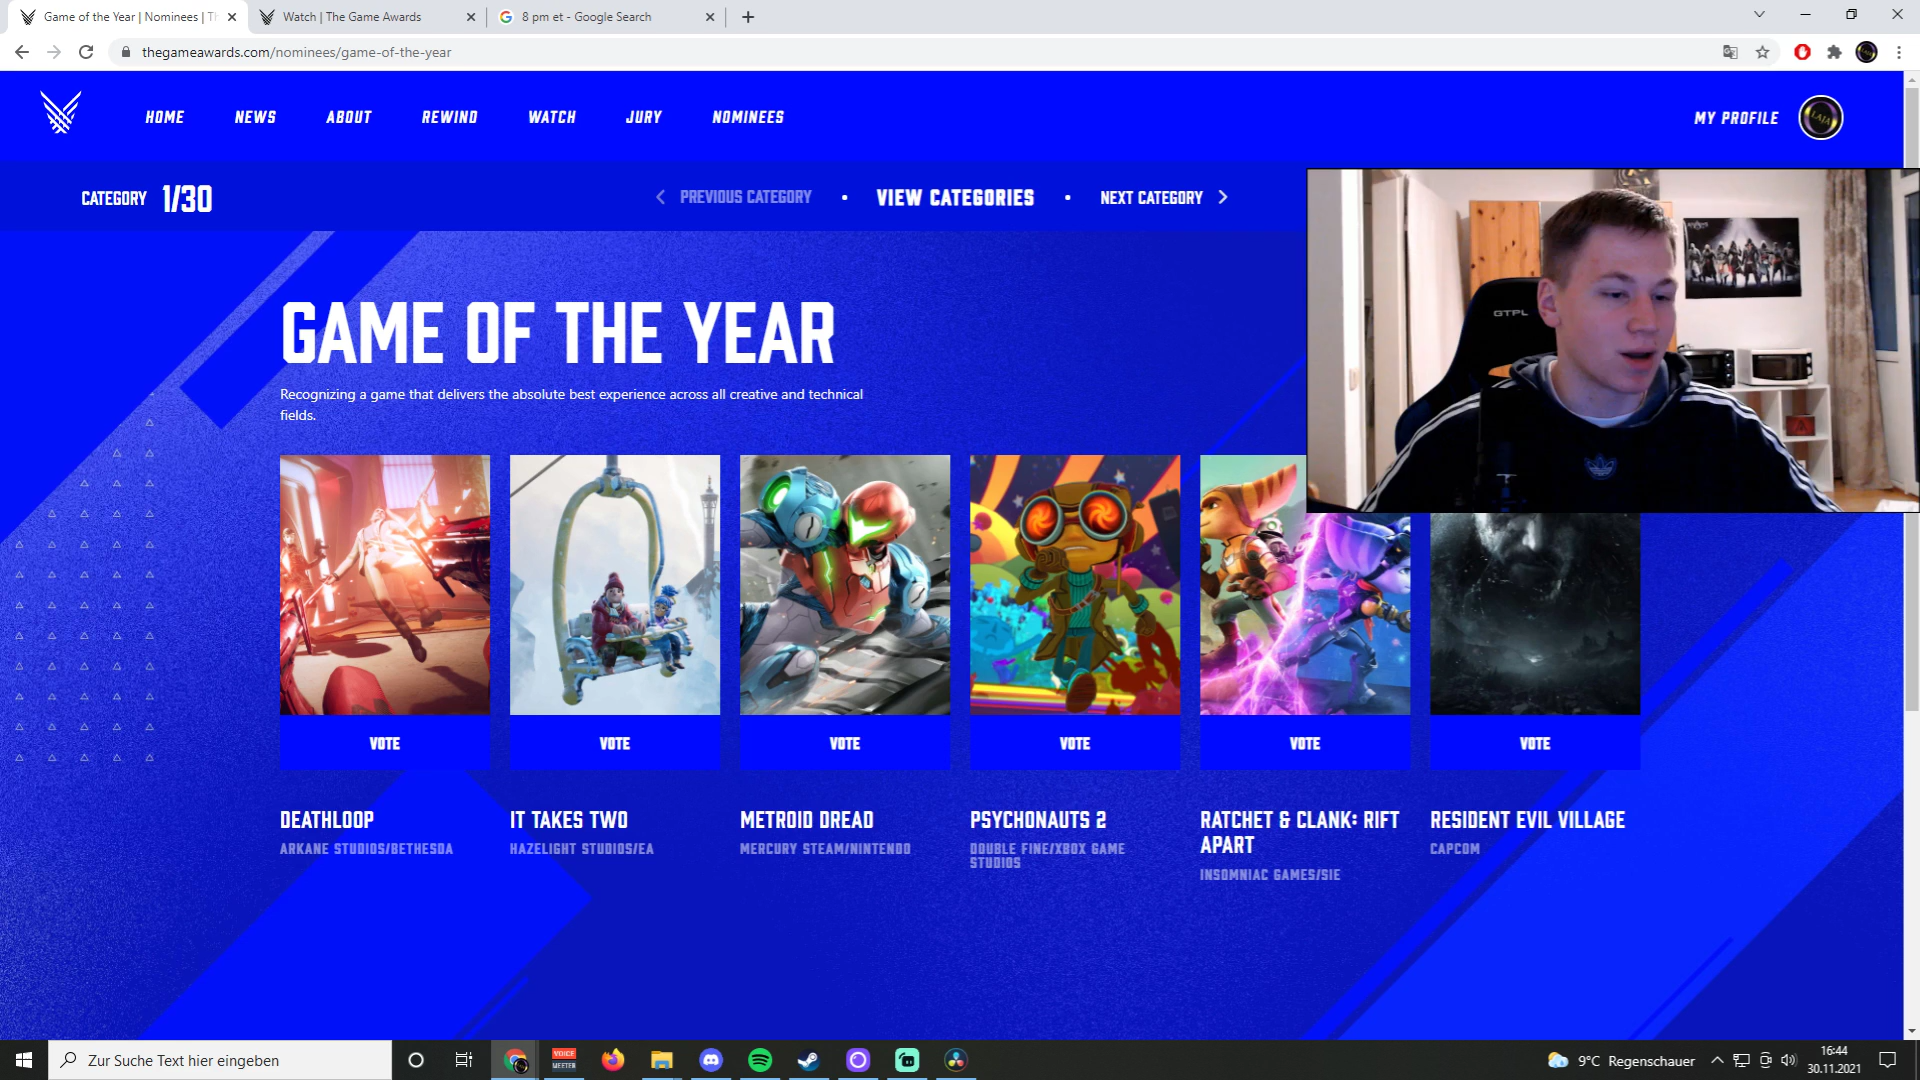 Game of the Year | Nominees | Th
Watch | The Game Awards
8 pm et - Google Search
thegameawards.com/nominees/game-of-the-year
HOME
NEWS
ABOUT
REWIND
WATCH
JURY
NOMINEES
MY PROFILE
CATEGORY 1/30
PREVIOUS CATEGORY
VIEW CATEGORIES
NEXT CATEGORY
GAME OF THE YEAR
Recognizing a game that delivers the absolute best experience across all creative and technical
fields.
GTPL
VOTE
VOTE
VOTE
VOTE
VOTE
VOTE
DEATHLOOP
ARKANE STUDIOS/BETHESDA
IT TAKES TWO
HAZELIGHT STUDIOS/EA
METROID DREAD
MERCURY STEAM/NINTENDO
PSYCHONAUTS 2
DOUBLE FINE/XBOX GAME
STUDIOS
RATCHET & CLANK: RIFT
APART
INSOMNIAC GAMES/SIE
RESIDENT EVIL VILLAGE
CAPCOM
Zur Suche Text hier eingeben
VOICE
MEETER
9°C Regenschauer
16:44
30.11.2021